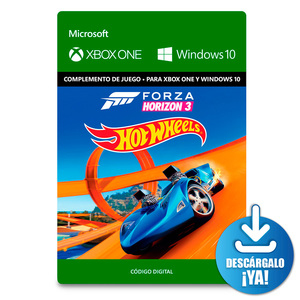 Microsoft
XBOX ONE
Windows 10
COMPLEMENTO DE JUEGO • PARA XBOX ONE Y WINDOWS 10
FORZA
HORIZON 3
Hot Wheels
CÓDIGO DIGITAL
DESCÁRGALO
¡YA!